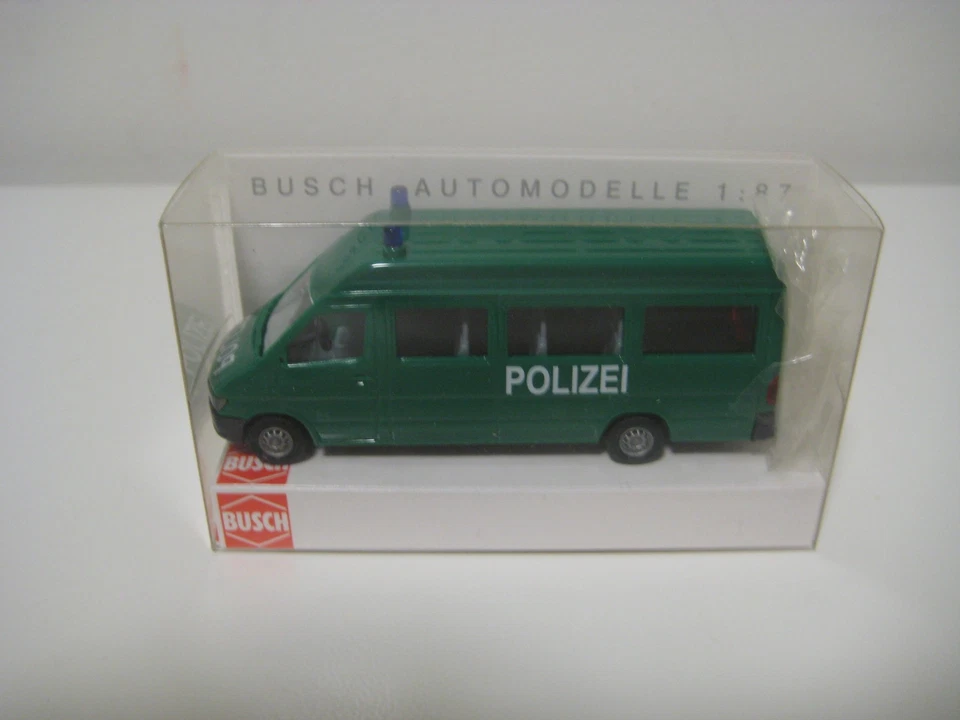 BUSCH AUTOMODELLE 1:87
POLIZEI
BUSCH
BUSCH